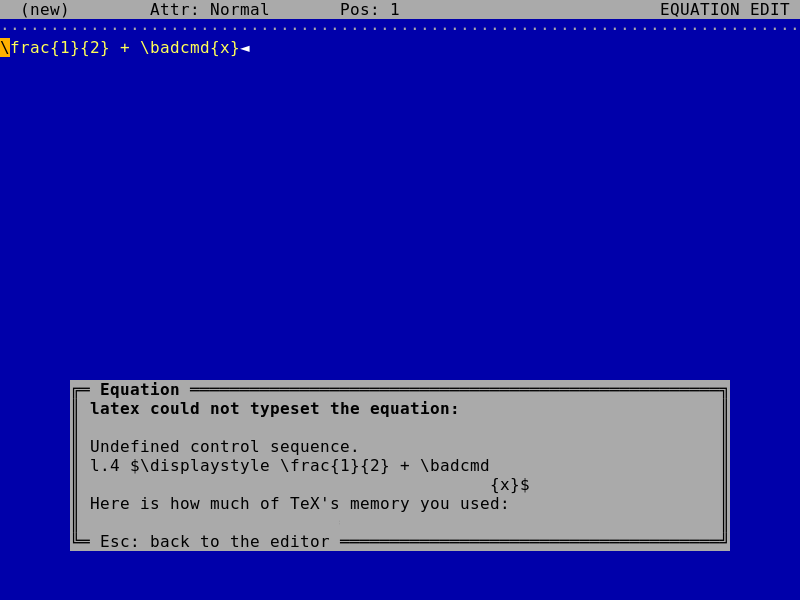 (new)        Attr: Normal       Pos: 1                          EQUATION EDIT
\frac{1}{2} + \badcmd{x}◄
Equation
latex could not typeset the equation:
Undefined control sequence.
l.4 $\displaystyle \frac{1}{2} + \badcmd
{x}$
Here is how much of TeX's memory you used:
Esc: back to the editor